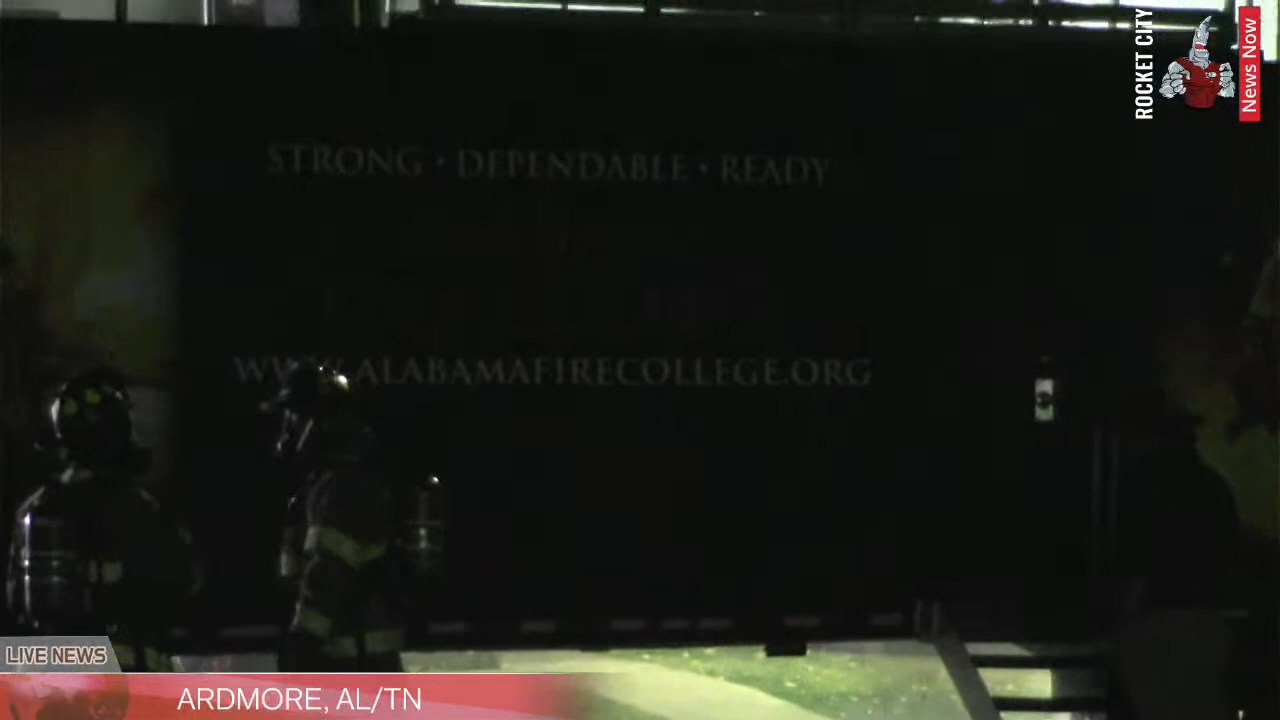 ROCKET CITY
News Now
STRONG • DEPENDABLE • READY
WWW.ALABAMAFIRECOLLEGE.ORG
LIVE NEWS
ARDMORE, AL/TN